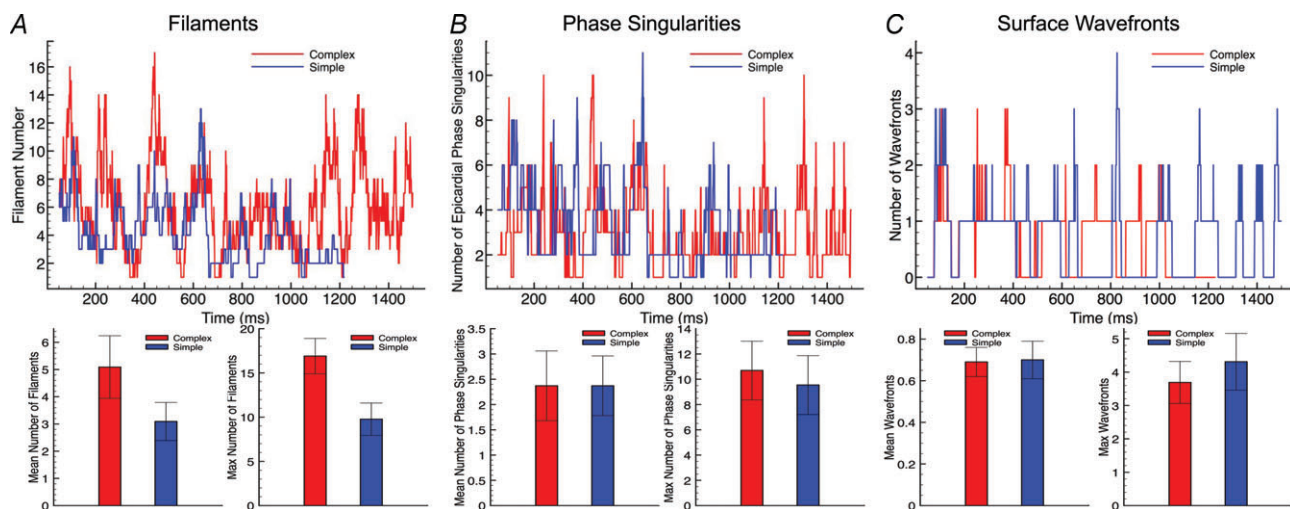 A Filaments
Filament Number
16
14
12
10
8
6
4
2
Complex
Simple
200 400 600 800 1000 1200 1400
Time (ms)
B Phase Singularities
Number of Epicardial Phase Singularities
12
10
8
6
4
2
0
Complex
Simple
200 400 600 800 1000 1200 1400
Time (ms)
C Surface Wavefronts
Number of Wavefronts
4
3
2
1
0
Complex
Simple
200 400 600 800 1000 1200 1400
Time (ms)
Mean Number of Filaments
6
5
4
3
2
1
0
Complex
Simple
Max Number of Filaments
20
15
10
5
0
Complex
Simple
Mean Number of Phase Singularities
3.5
3
2.5
2
1.5
1
0.5
0
Complex
Simple
Max Number of Phase Singularities
14
12
10
8
6
4
2
0
Complex
Simple
Mean Wavefronts
0.8
0.6
0.4
0.2
0
Complex
Simple
Max Wavefronts
5
4
3
2
1
0
Complex
Simple